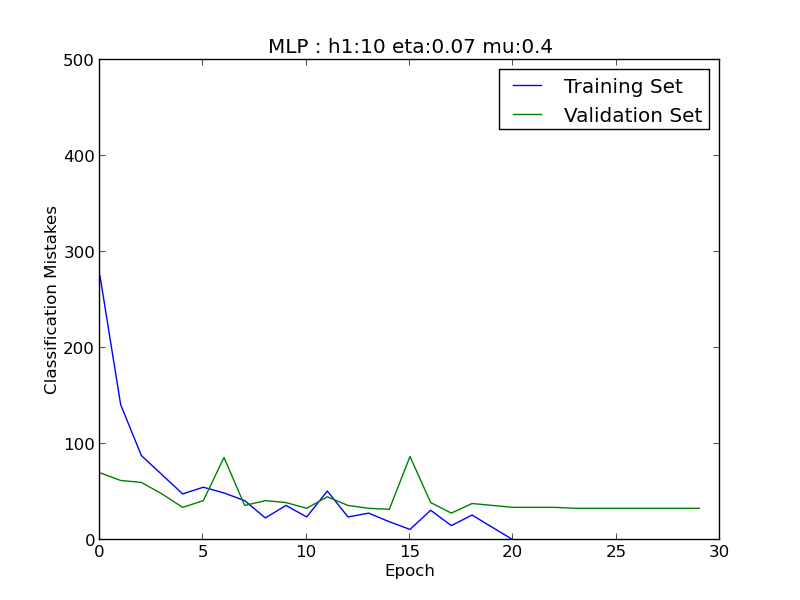 MLP : h1:10 eta:0.07 mu:0.4
Training Set
Validation Set
500
400
300
200
100
0
Classification Mistakes
0 5 10 15 20 25 30
Epoch